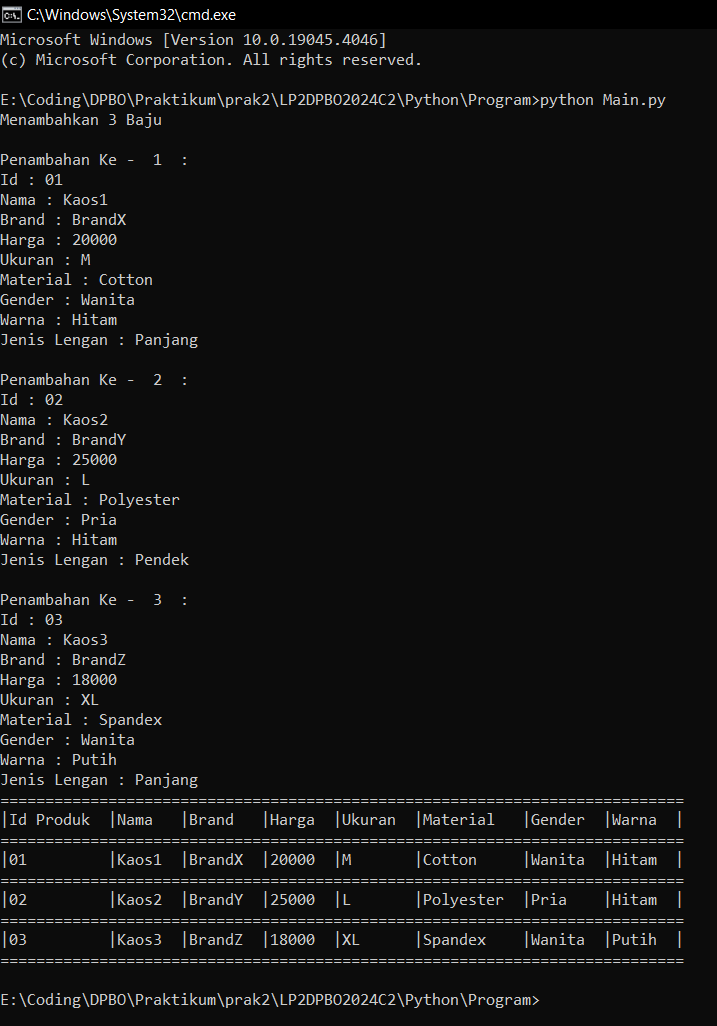 C:\Windows\System32\cmd.exe
Microsoft Windows [Version 10.0.19045.4046]
(c) Microsoft Corporation. All rights reserved.
E:\Coding\DPBO\Praktikum\prak2\LP2DPBO2024C2\Python\Program>python Main.py
Menambahkan 3 Baju
Penambahan Ke -  1  :
Id : 01
Nama : Kaos1
Brand : BrandX
Harga : 20000
Ukuran : M
Material : Cotton
Gender : Wanita
Warna : Hitam
Jenis Lengan : Panjang
Penambahan Ke -  2  :
Id : 02
Nama : Kaos2
Brand : BrandY
Harga : 25000
Ukuran : L
Material : Polyester
Gender : Pria
Warna : Hitam
Jenis Lengan : Pendek
Penambahan Ke -  3  :
Id : 03
Nama : Kaos3
Brand : BrandZ
Harga : 18000
Ukuran : XL
Material : Spandex
Gender : Wanita
Warna : Putih
Jenis Lengan : Panjang
============================================================================
|Id Produk  |Nama   |Brand   |Harga  |Ukuran  |Material   |Gender  |Warna  |
============================================================================
|01         |Kaos1  |BrandX  |20000  |M       |Cotton     |Wanita  |Hitam  |
============================================================================
|02         |Kaos2  |BrandY  |25000  |L       |Polyester  |Pria    |Hitam  |
============================================================================
|03         |Kaos3  |BrandZ  |18000  |XL      |Spandex    |Wanita  |Putih  |
============================================================================
E:\Coding\DPBO\Praktikum\prak2\LP2DPBO2024C2\Python\Program>